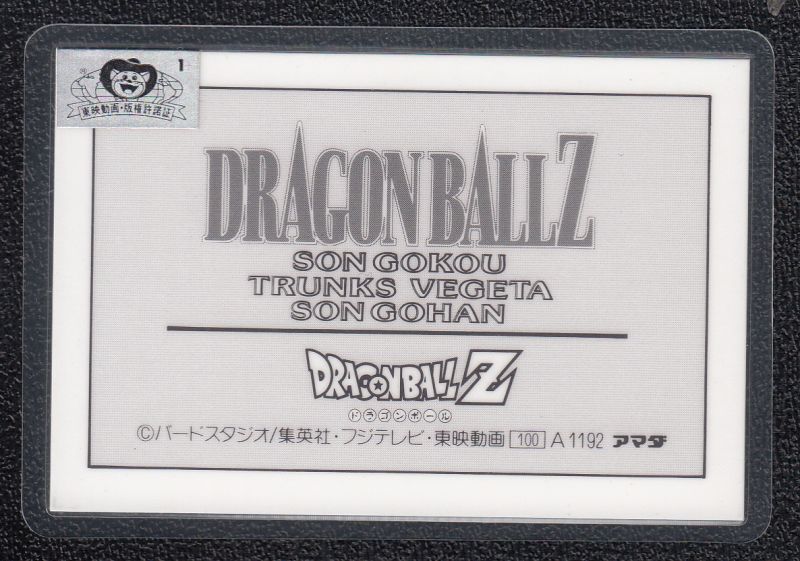 1
東映動画・版権許諾証
DRAGONBALLZ
SON GOKOU
TRUNKS VEGETA
SON GOHAN
DRAGONBALL Z
ドラゴンボール
©バードスタジオ/集英社・フジテレビ・東映動画 100 A1192 アマダ